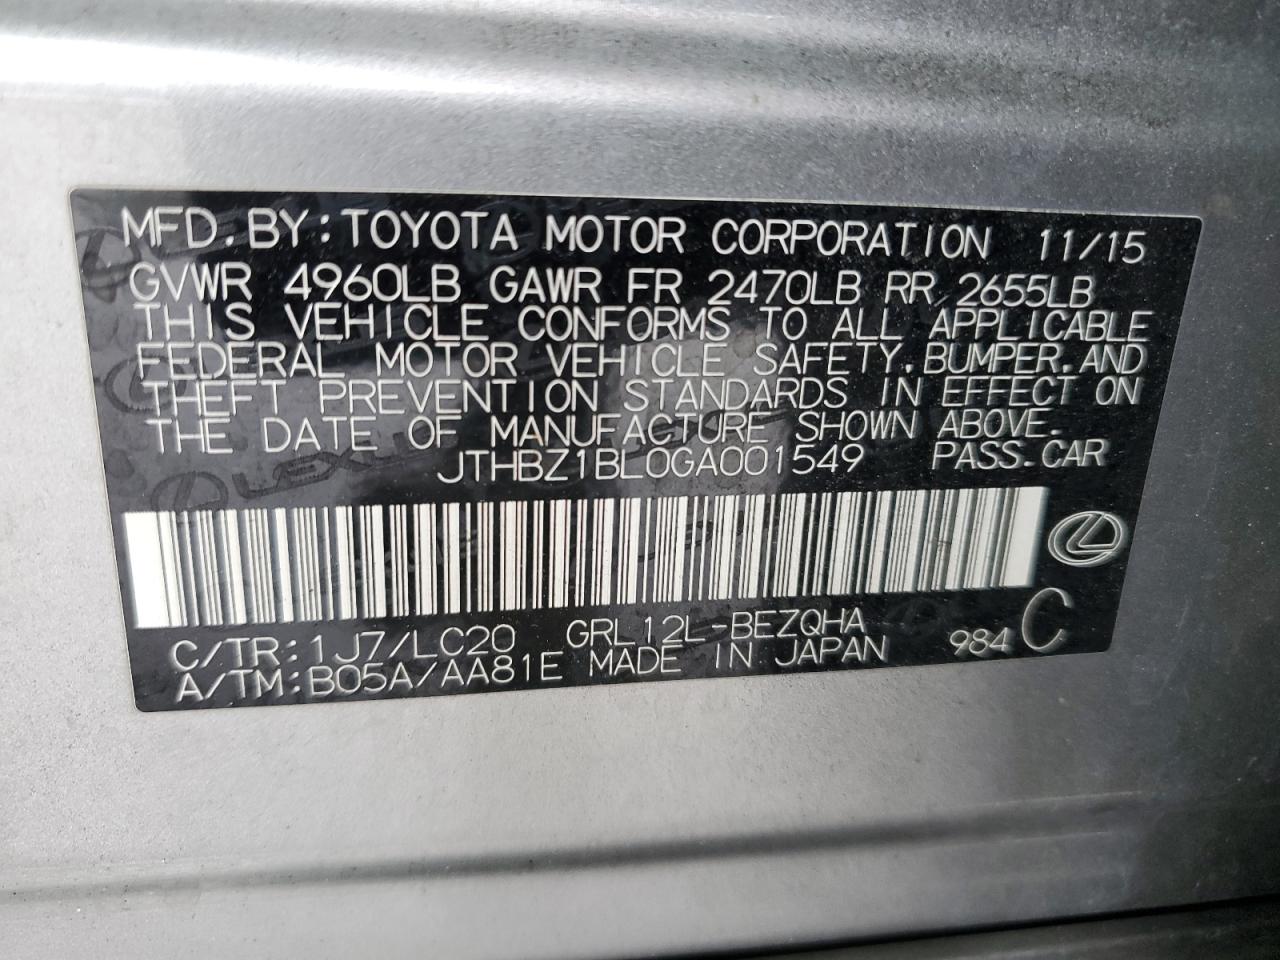 MFD. BY: TOYOTA MOTOR CORPORATION 11/15
GVWR 4960LB GAWR FR 2470LB RR 2655LB
THIS VEHICLE CONFORMS TO ALL APPLICABLE
FEDERAL MOTOR VEHICLE SAFETY, BUMPER, AND
THEFT PREVENTION STANDARDS IN EFFECT ON
THE DATE OF MANUFACTURE SHOWN ABOVE.
JTHBZ1BL0GA001549 PASS. CAR
C/TR: 1J7/LC20 GRL12L-BEZQHA 984 C
A/TM: B05A/AA81E MADE IN JAPAN
LEXUS